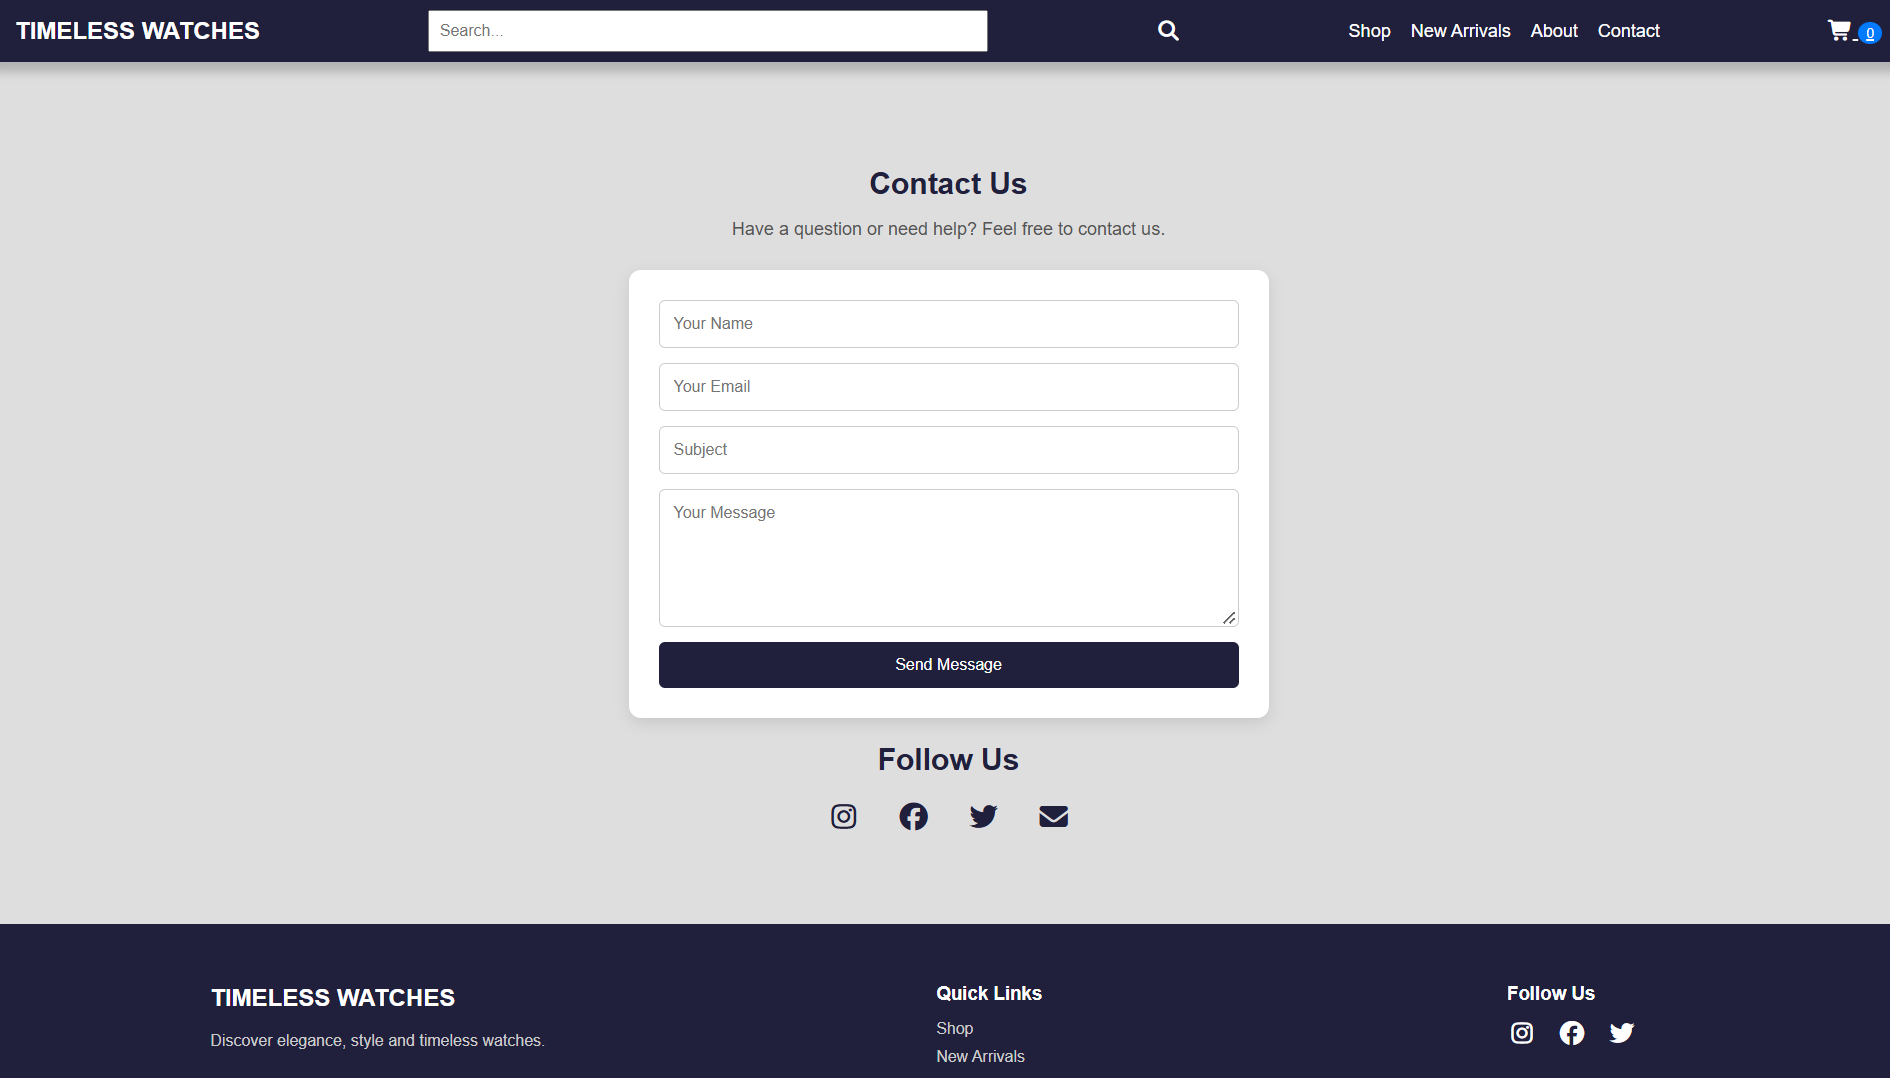 TIMELESS WATCHES
Search...
Shop New Arrivals About Contact
0
Contact Us
Have a question or need help? Feel free to contact us.
Your Name
Your Email
Subject
Your Message
Send Message
Follow Us
TIMELESS WATCHES
Discover elegance, style and timeless watches.
Quick Links
Shop
New Arrivals
Follow Us